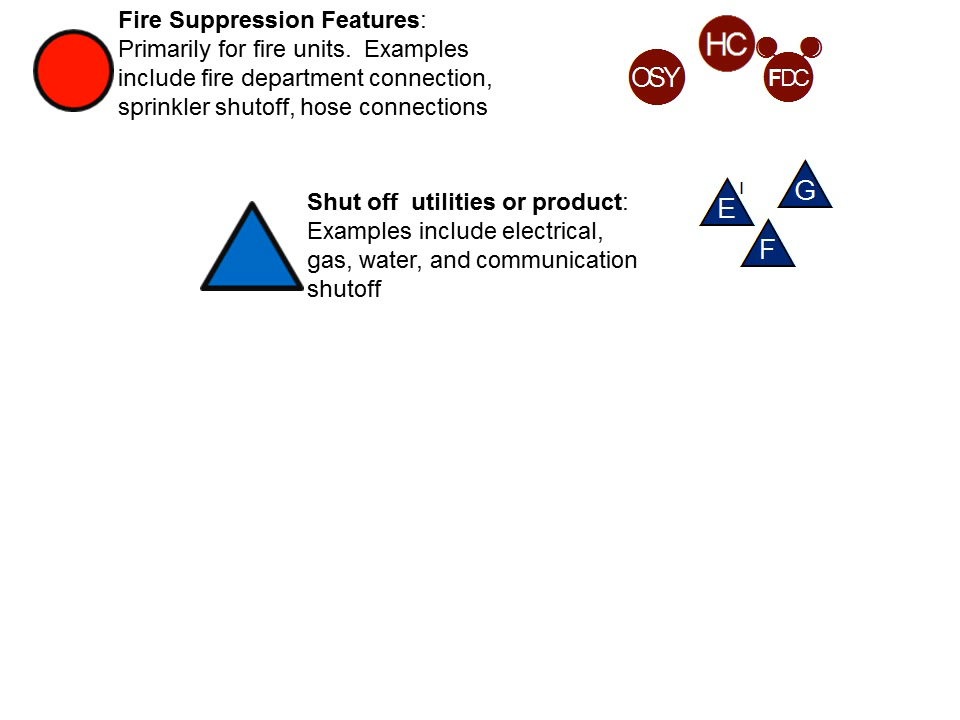 Fire Suppression Features:
Primarily for fire units.  Examples
include fire department connection,
sprinkler shutoff, hose connections
HC
OSY
FDC
Shut off  utilities or product:
Examples include electrical,
gas, water, and communication
shutoff
I
G
E
F